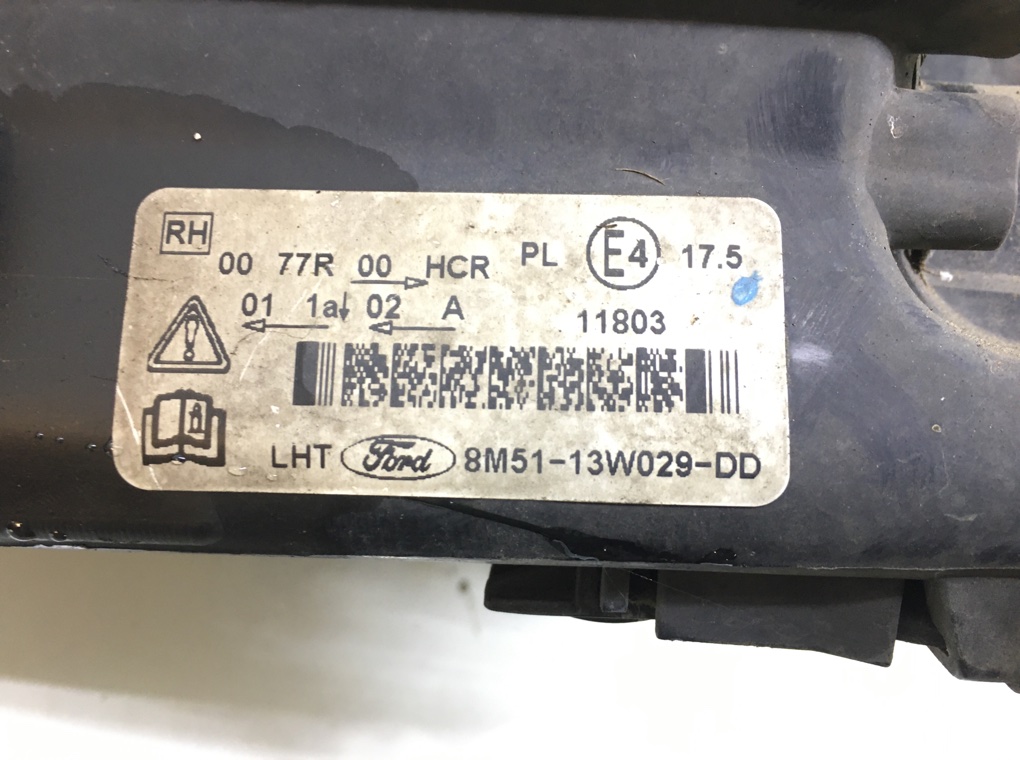 RH
00 77R 00 HCR PL E4 17.5
01 1a 02 A 11803
LHT Ford 8M51-13W029-DD